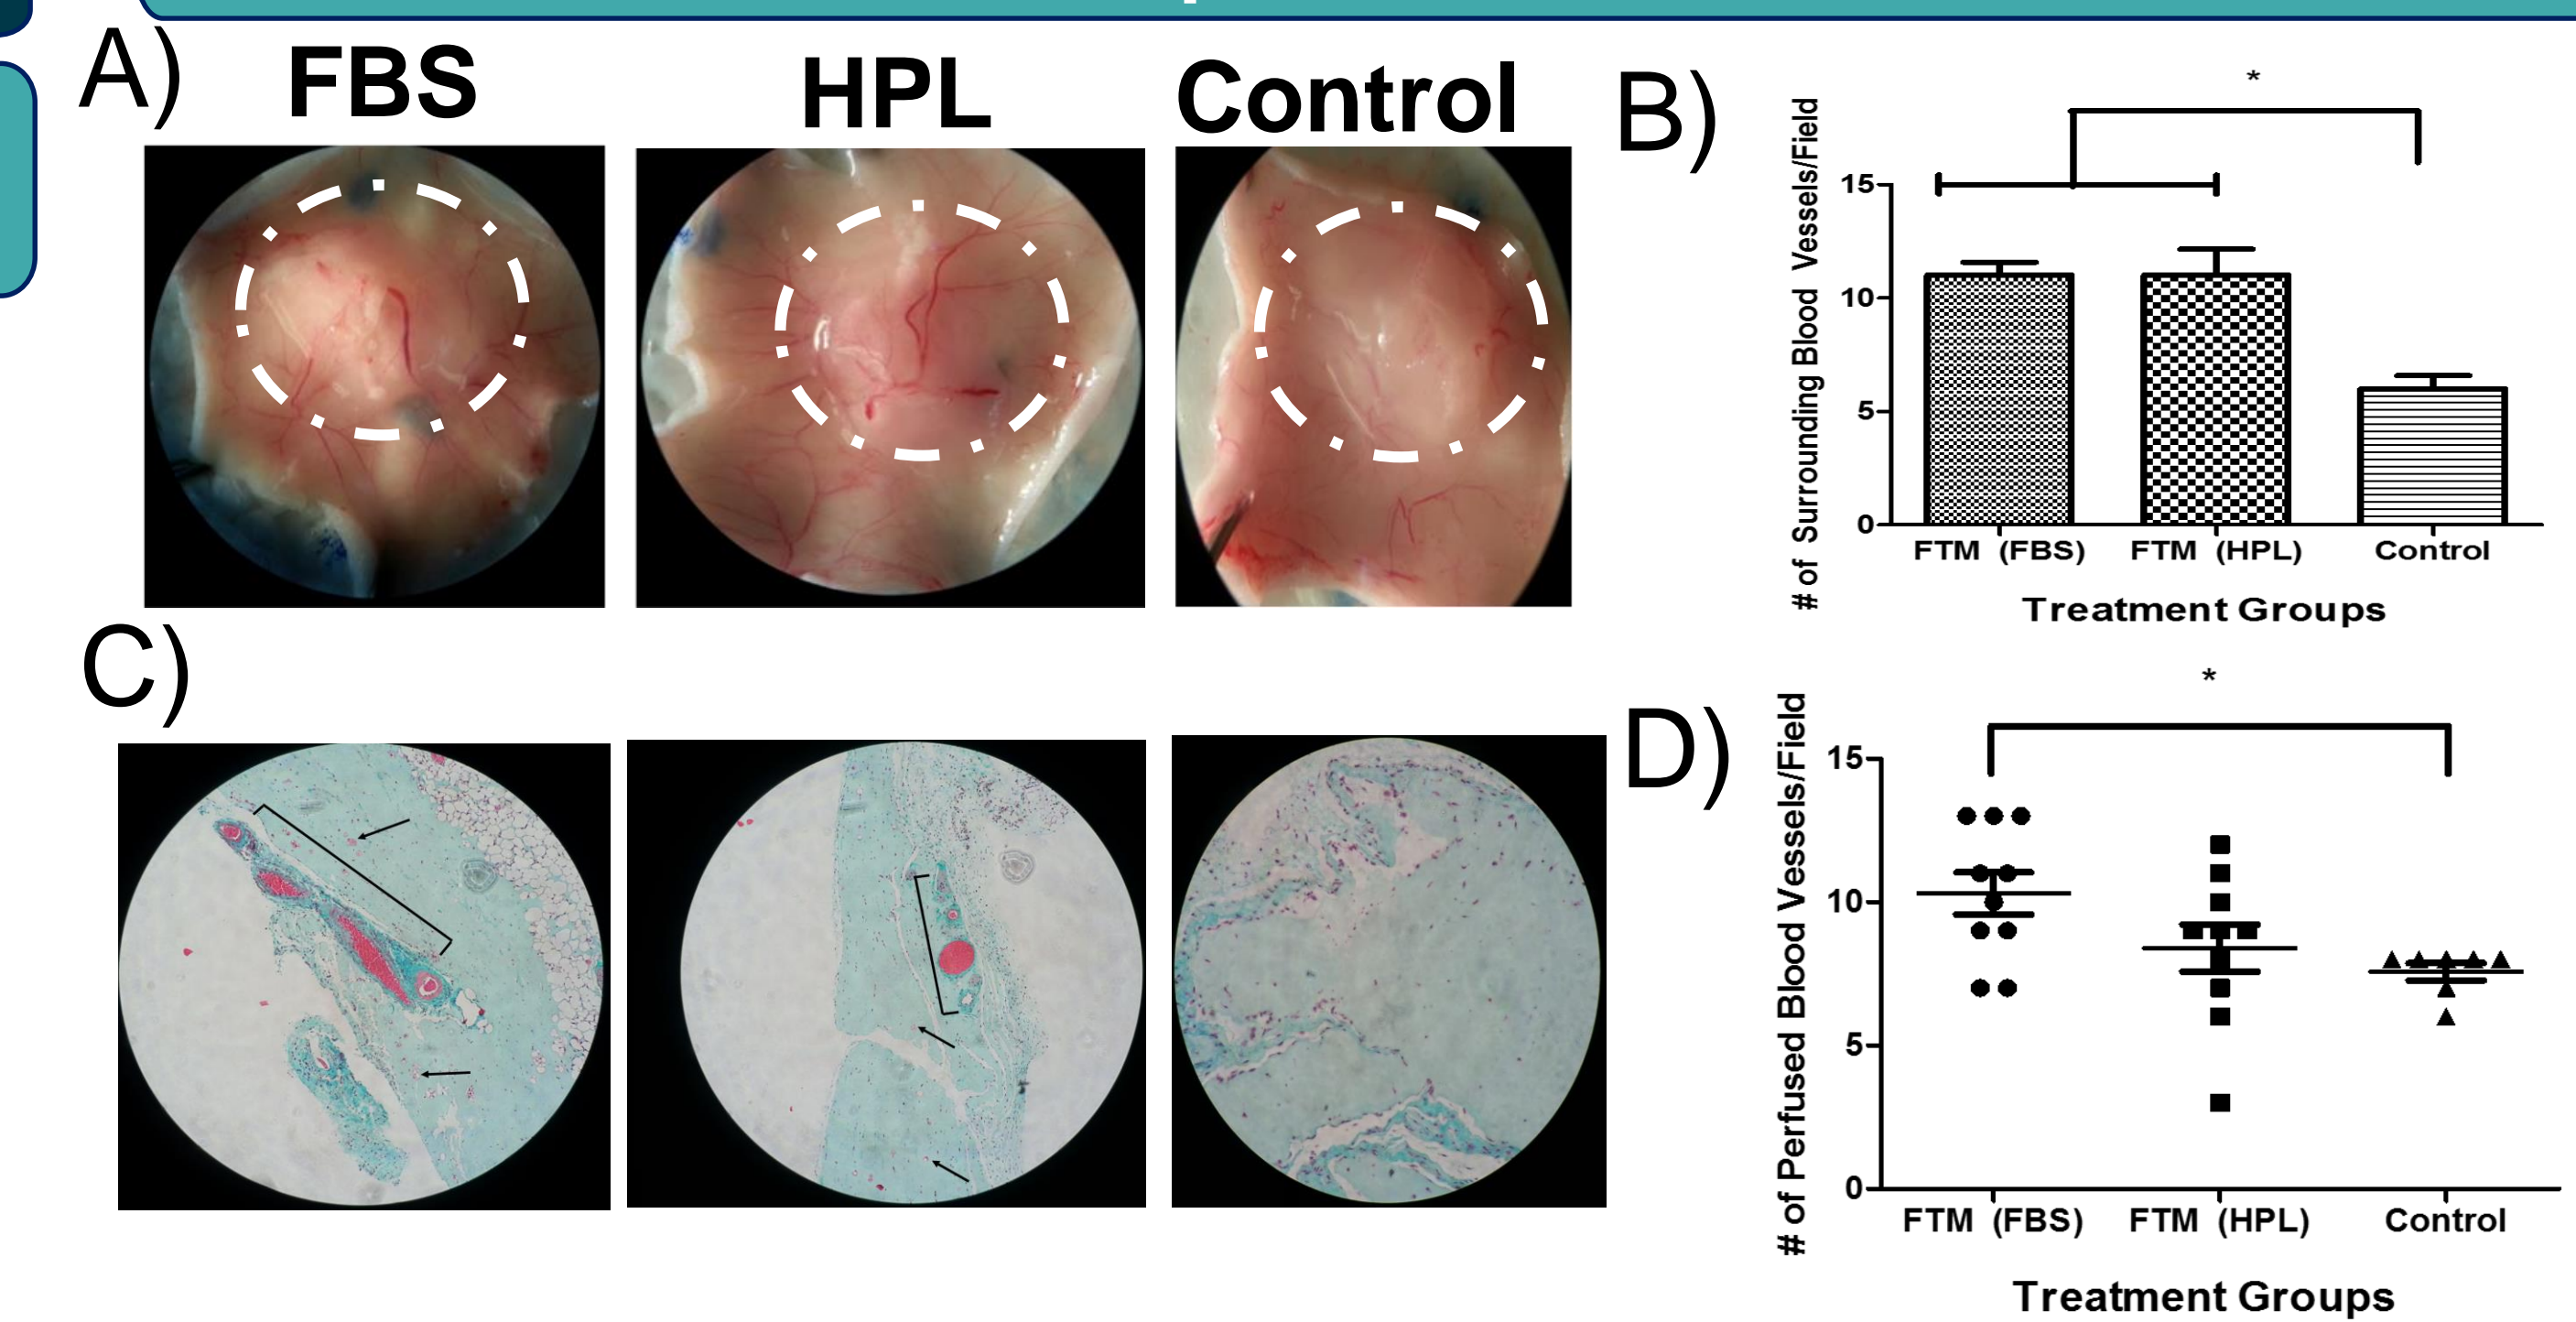 A)
FBS
HPL
Control
B)
*
# of Surrounding Blood Vessels/Field
15
10
5
0
FTM (FBS)
FTM (HPL)
Control
Treatment Groups
C)
D)
*
# of Perfused Blood Vessels/Field
15
10
5
0
FTM (FBS)
FTM (HPL)
Control
Treatment Groups